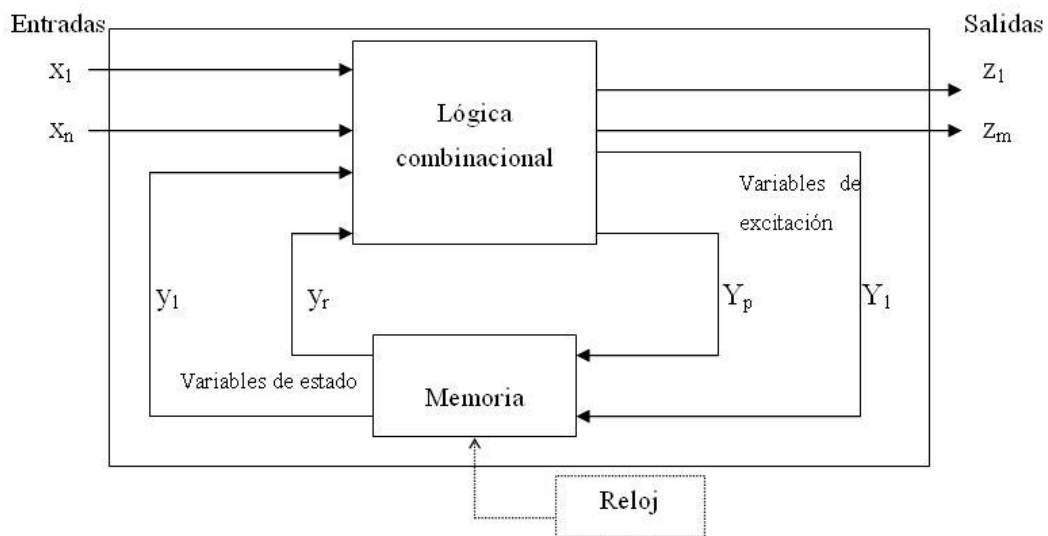 Entradas
Salidas
x1
z1
Lógica
combinacional
xn
zm
Variables de
excitación
y1
yr
Yp
Y1
Variables de estado
Memoria
Reloj